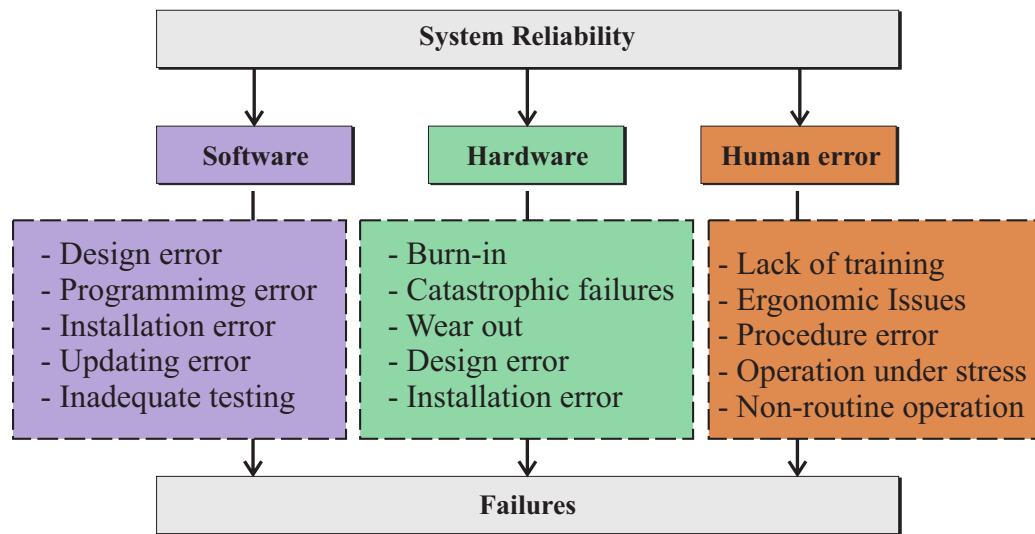 System Reliability
Software
Hardware
Human error
- Design error
- Programmimg error
- Installation error
- Updating error
- Inadequate testing
- Burn-in
- Catastrophic failures
- Wear out
- Design error
- Installation error
- Lack of training
- Ergonomic Issues
- Procedure error
- Operation under stress
- Non-routine operation
Failures